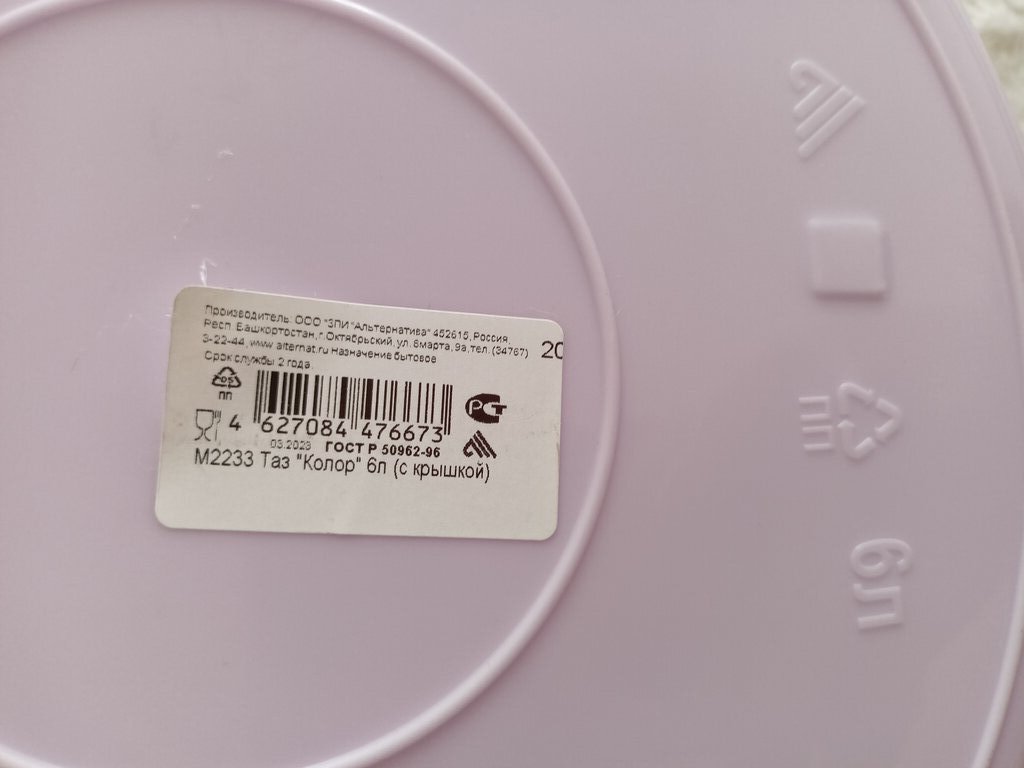 Производитель: ООО "ЗПИ "Альтернатива" 452615, Россия,
Респ. Башкортостан, г.Октябрьский, ул. 8марта, 9а, тел. (34767)
3-22-44, www.alternat.ru Назначение бытовое
Срок службы 2 года.
20
05
ПП
4 627084 476673
РСТ
03.2023 ГОСТ Р 50962-96
М2233 Таз "Колор" 6л (с крышкой)
ПП
6л